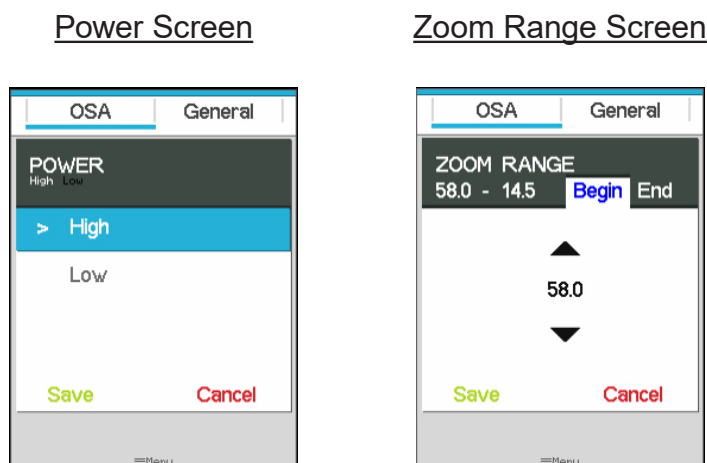 Power Screen
Zoom Range Screen
OSA General
POWER
High Low
> High
Low
Save Cancel
≡Menu
OSA General
ZOOM RANGE
58.0 - 14.5 Begin End
58.0
Save Cancel
≡Menu